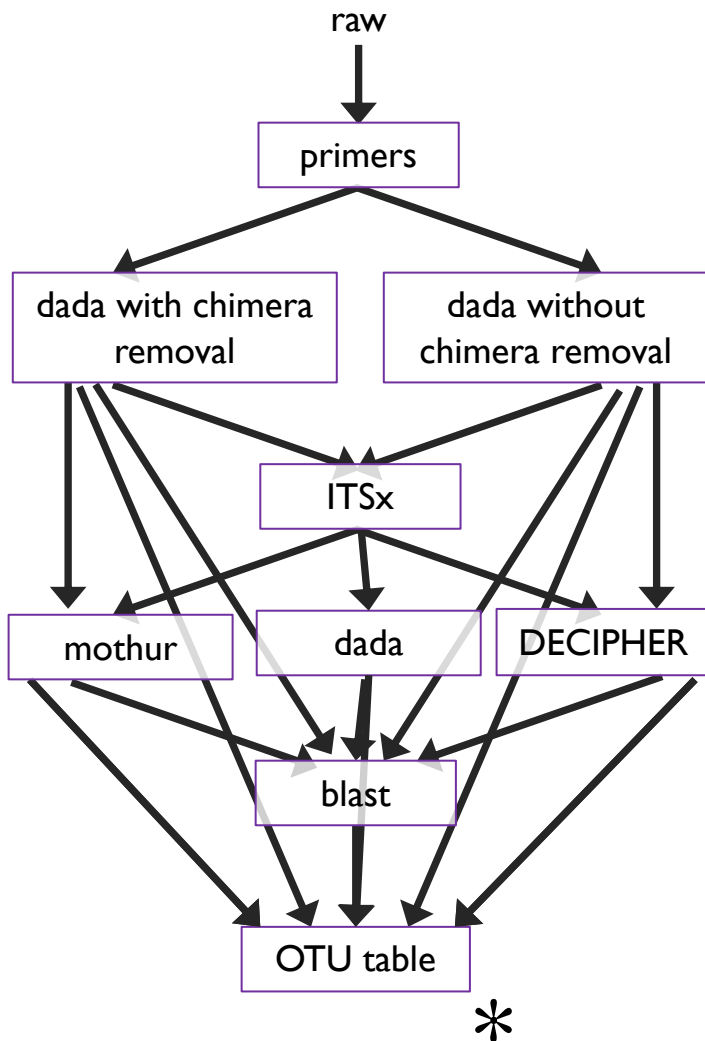 raw
primers
dada with chimera
removal
dada without
chimera removal
ITSx
mothur
dada
DECIPHER
blast
OTU table
*